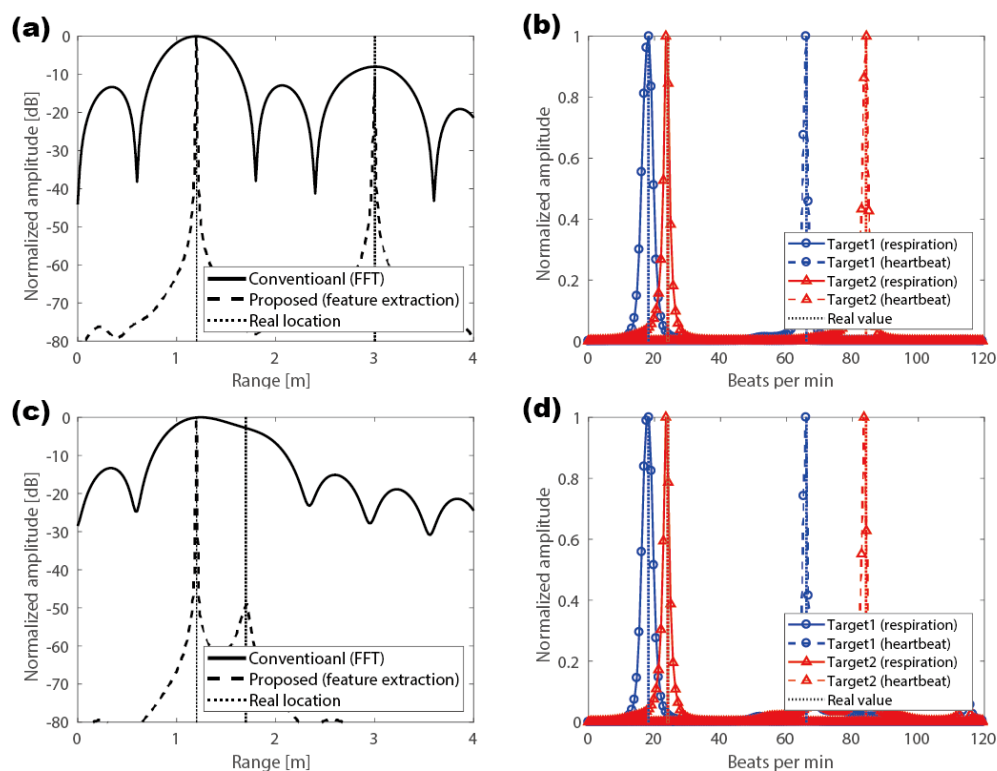 (a)
Normalized amplitude [dB]
0
-10
-20
-30
-40
-50
-60
-70
-80
0 1 2 3 4
Range [m]
Conventioanl (FFT)
Proposed (feature extraction)
Real location
(b)
Normalized amplitude
1
0.8
0.6
0.4
0.2
0
0 20 40 60 80 100 120
Beats per min
Target1 (respiration)
Target1 (heartbeat)
Target2 (respiration)
Target2 (heartbeat)
Real value
(c)
Normalized amplitude [dB]
0
-10
-20
-30
-40
-50
-60
-70
-80
0 1 2 3 4
Range [m]
Conventioanl (FFT)
Proposed (feature extraction)
Real location
(d)
Normalized amplitude
1
0.8
0.6
0.4
0.2
0
0 20 40 60 80 100 120
Beats per min
Target1 (respiration)
Target1 (heartbeat)
Target2 (respiration)
Target2 (heartbeat)
Real value